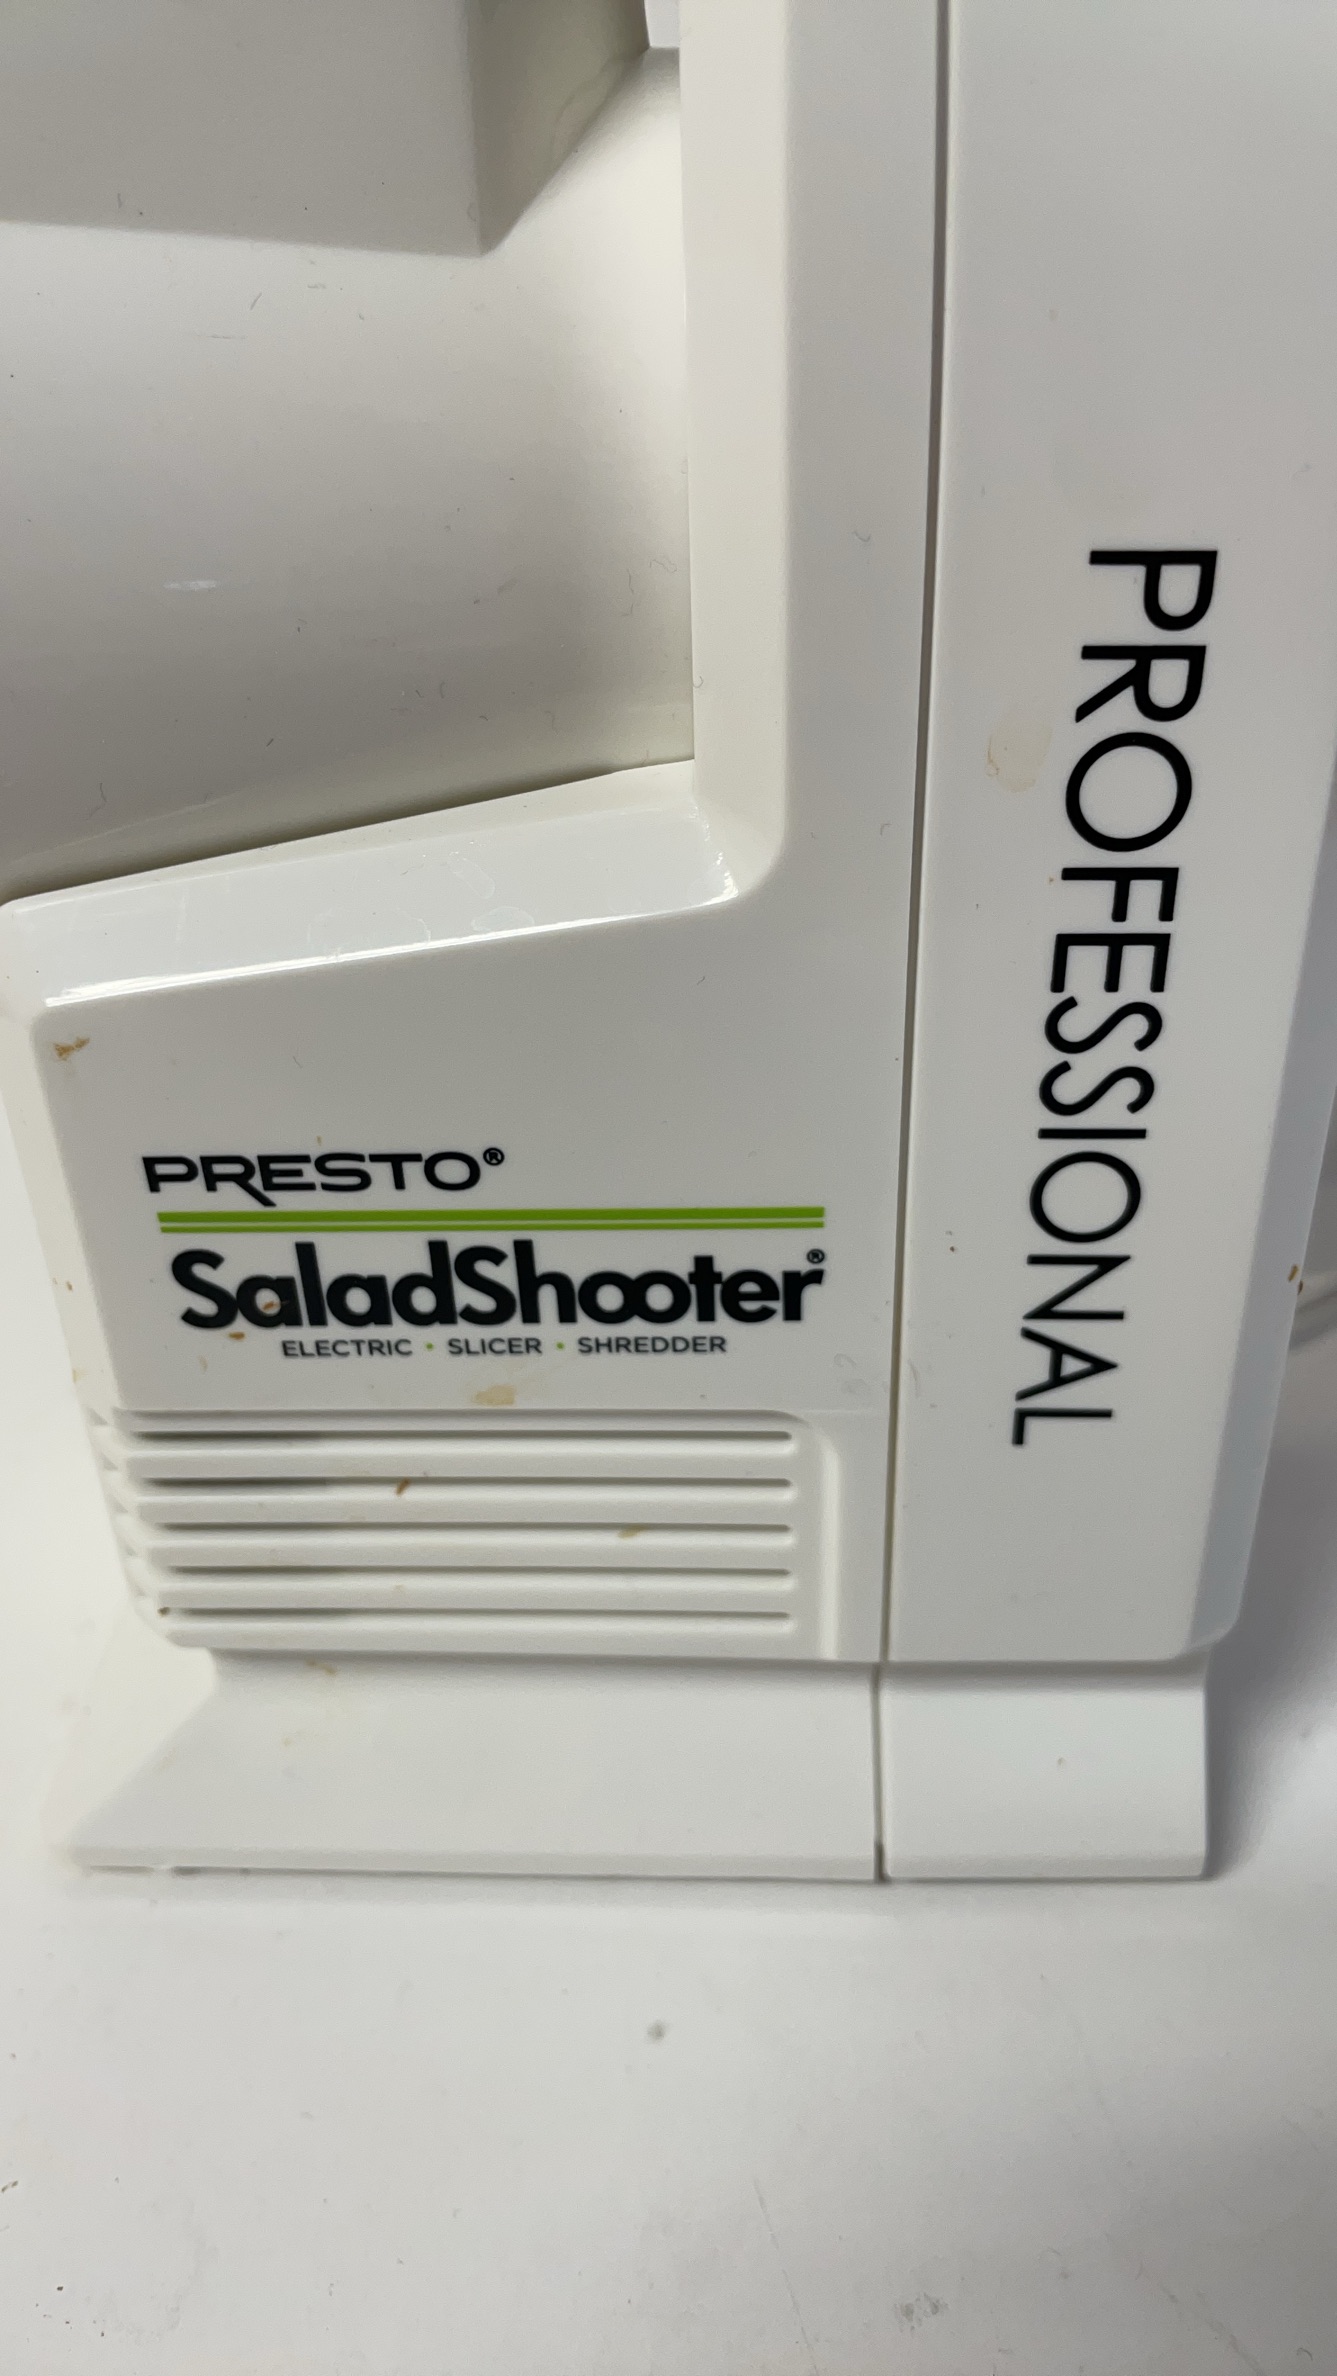 PRESTO®
SaladShooter®
ELECTRIC • SLICER • SHREDDER
PROFESSIONAL